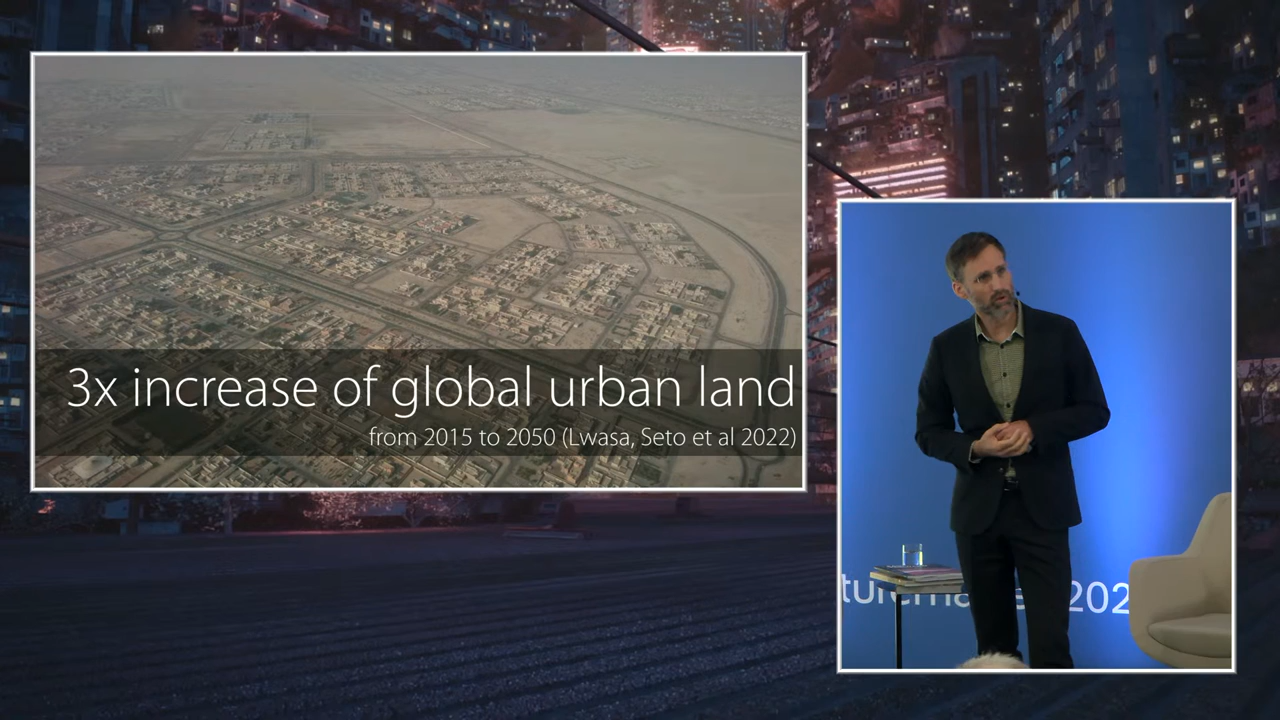 3x increase of global urban land
from 2015 to 2050 (Lwasa, Seto et al 2022)